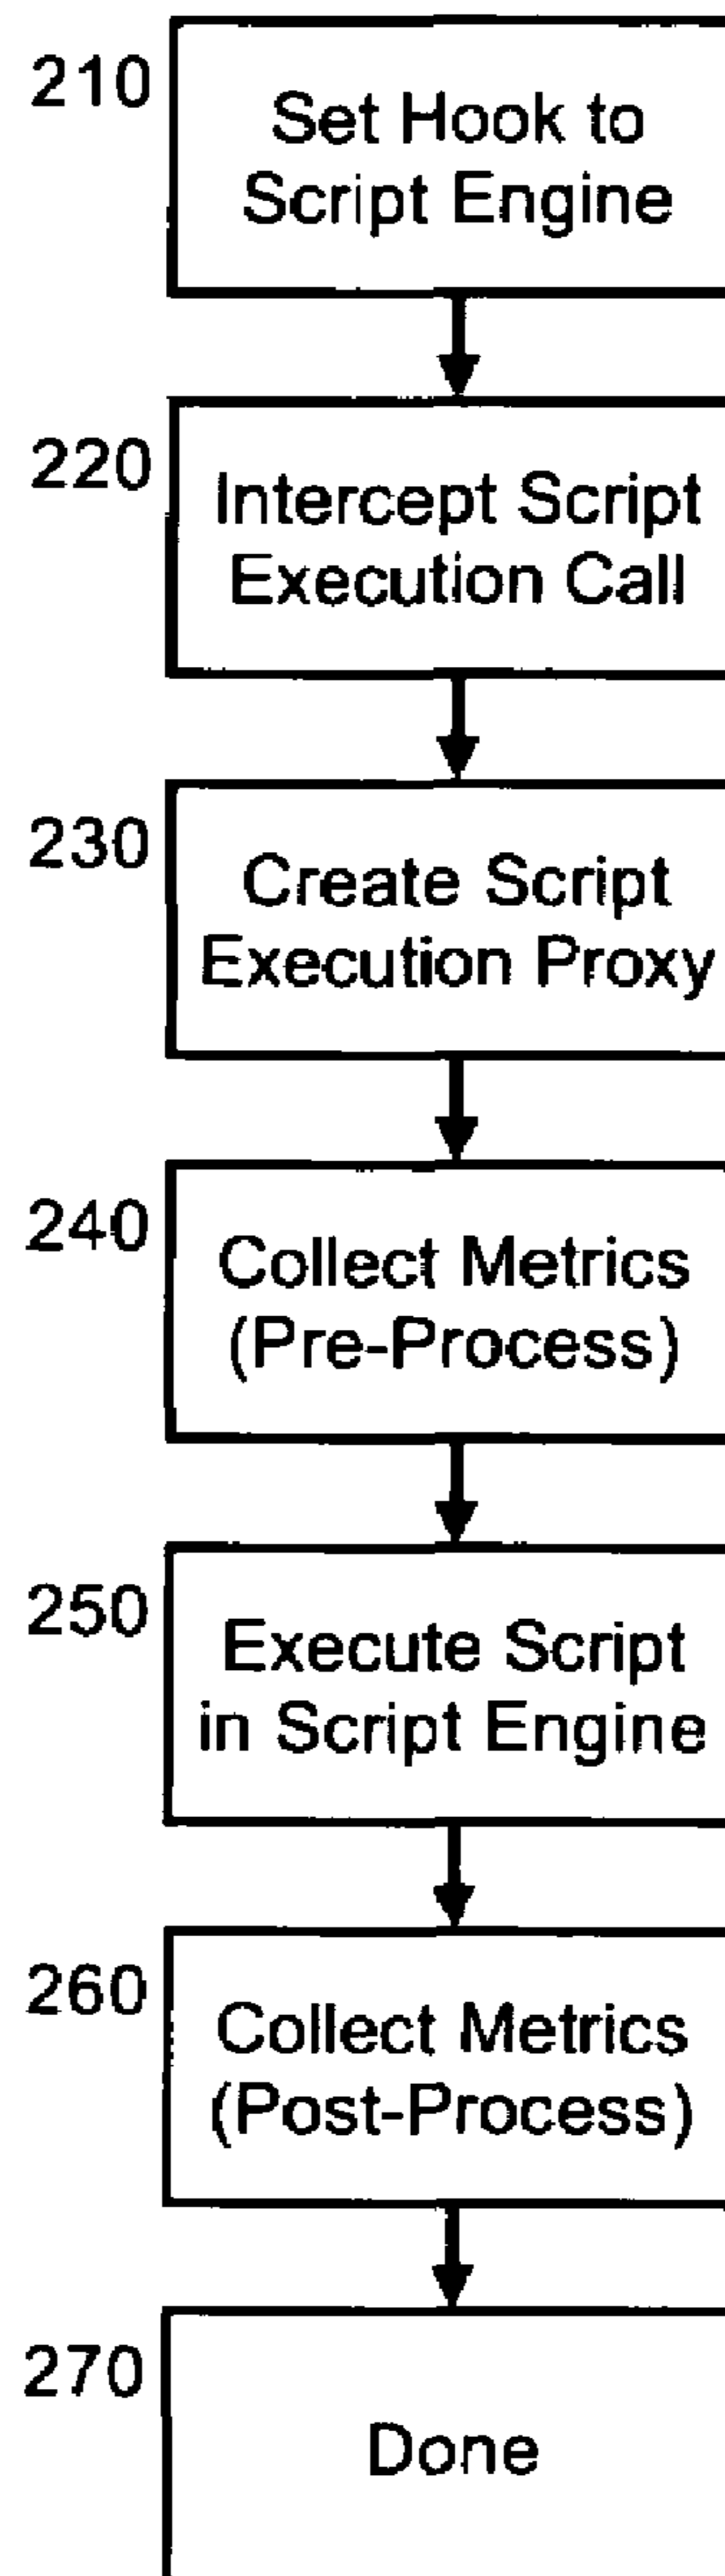 210
Set Hook to
Script Engine
220
Intercept Script
Execution Call
230
Create Script
Execution Proxy
240
Collect Metrics
(Pre-Process)
250
Execute Script
in Script Engine
260
Collect Metrics
(Post-Process)
270
Done